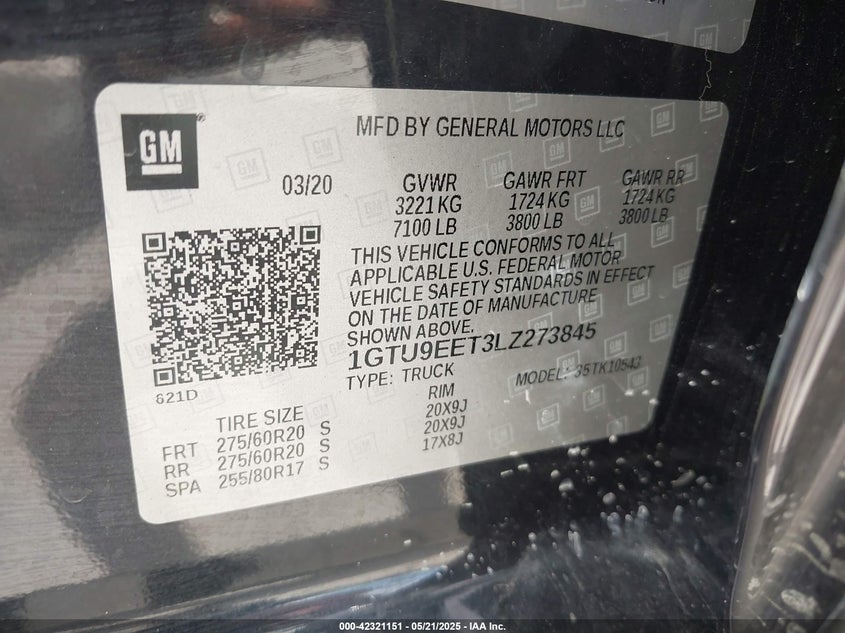 GM
MFD BY GENERAL MOTORS LLC
03/20
GVWR GAWR FRT GAWR RR
3221 KG 1724 KG 1724 KG
7100 LB 3800 LB 3800 LB
THIS VEHICLE CONFORMS TO ALL
APPLICABLE U.S. FEDERAL MOTOR
VEHICLE SAFETY STANDARDS IN EFFECT
ON THE DATE OF MANUFACTURE
SHOWN ABOVE.
1GTU9EET3LZ273845
TYPE: TRUCK MODEL: 35TK10543
621D
TIRE SIZE RIM
FRT 275/60R20 S 20X9J
RR 275/60R20 S 20X9J
SPA 255/80R17 S 17X8J
000-42321151 - 05/21/2025 - IAA Inc.